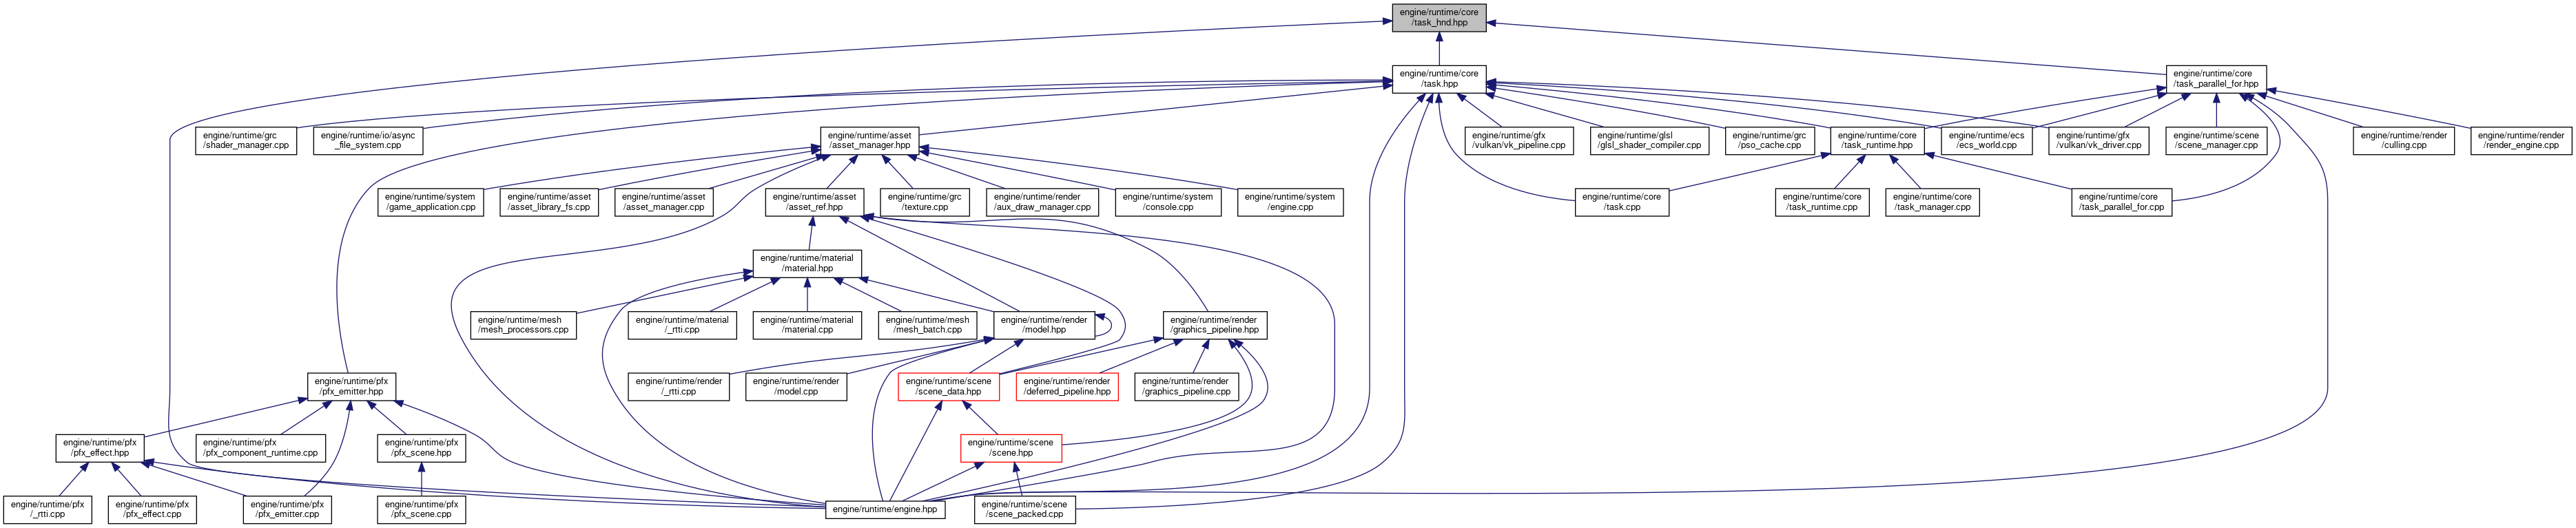 engine/runtime/core
/task_hnd.hpp
engine/runtime/core
/task.hpp
engine/runtime/core
/task_parallel_for.hpp
engine/runtime/grc
/shader_manager.cpp
engine/runtime/io/async
_file_system.cpp
engine/runtime/asset
/asset_manager.hpp
engine/runtime/gfx
/vulkan/vk_pipeline.cpp
engine/runtime/glsl
/glsl_shader_compiler.cpp
engine/runtime/grc
/pso_cache.cpp
engine/runtime/core
/task_runtime.hpp
engine/runtime/ecs
/ecs_world.cpp
engine/runtime/gfx
/vulkan/vk_driver.cpp
engine/runtime/scene
/scene_manager.cpp
engine/runtime/render
/culling.cpp
engine/runtime/render
/render_engine.cpp
engine/runtime/system
/game_application.cpp
engine/runtime/asset
/asset_library_fs.cpp
engine/runtime/asset
/asset_manager.cpp
engine/runtime/asset
/asset_ref.hpp
engine/runtime/grc
/texture.cpp
engine/runtime/render
/aux_draw_manager.cpp
engine/runtime/system
/console.cpp
engine/runtime/system
/engine.cpp
engine/runtime/core
/task.cpp
engine/runtime/core
/task_runtime.cpp
engine/runtime/core
/task_manager.cpp
engine/runtime/core
/task_parallel_for.cpp
engine/runtime/material
/material.hpp
engine/runtime/mesh
/mesh_processors.cpp
engine/runtime/material
/_rtti.cpp
engine/runtime/material
/material.cpp
engine/runtime/mesh
/mesh_batch.cpp
engine/runtime/render
/model.hpp
engine/runtime/render
/graphics_pipeline.hpp
engine/runtime/pfx
/pfx_emitter.hpp
engine/runtime/render
/_rtti.cpp
engine/runtime/render
/model.cpp
engine/runtime/scene
/scene_data.hpp
engine/runtime/render
/deferred_pipeline.hpp
engine/runtime/render
/graphics_pipeline.cpp
engine/runtime/pfx
/pfx_effect.hpp
engine/runtime/pfx
/pfx_component_runtime.cpp
engine/runtime/pfx
/pfx_scene.hpp
engine/runtime/scene
/scene.hpp
engine/runtime/pfx
/_rtti.cpp
engine/runtime/pfx
/pfx_effect.cpp
engine/runtime/pfx
/pfx_emitter.cpp
engine/runtime/pfx
/pfx_scene.cpp
engine/runtime/engine.hpp
engine/runtime/scene
/scene_packed.cpp